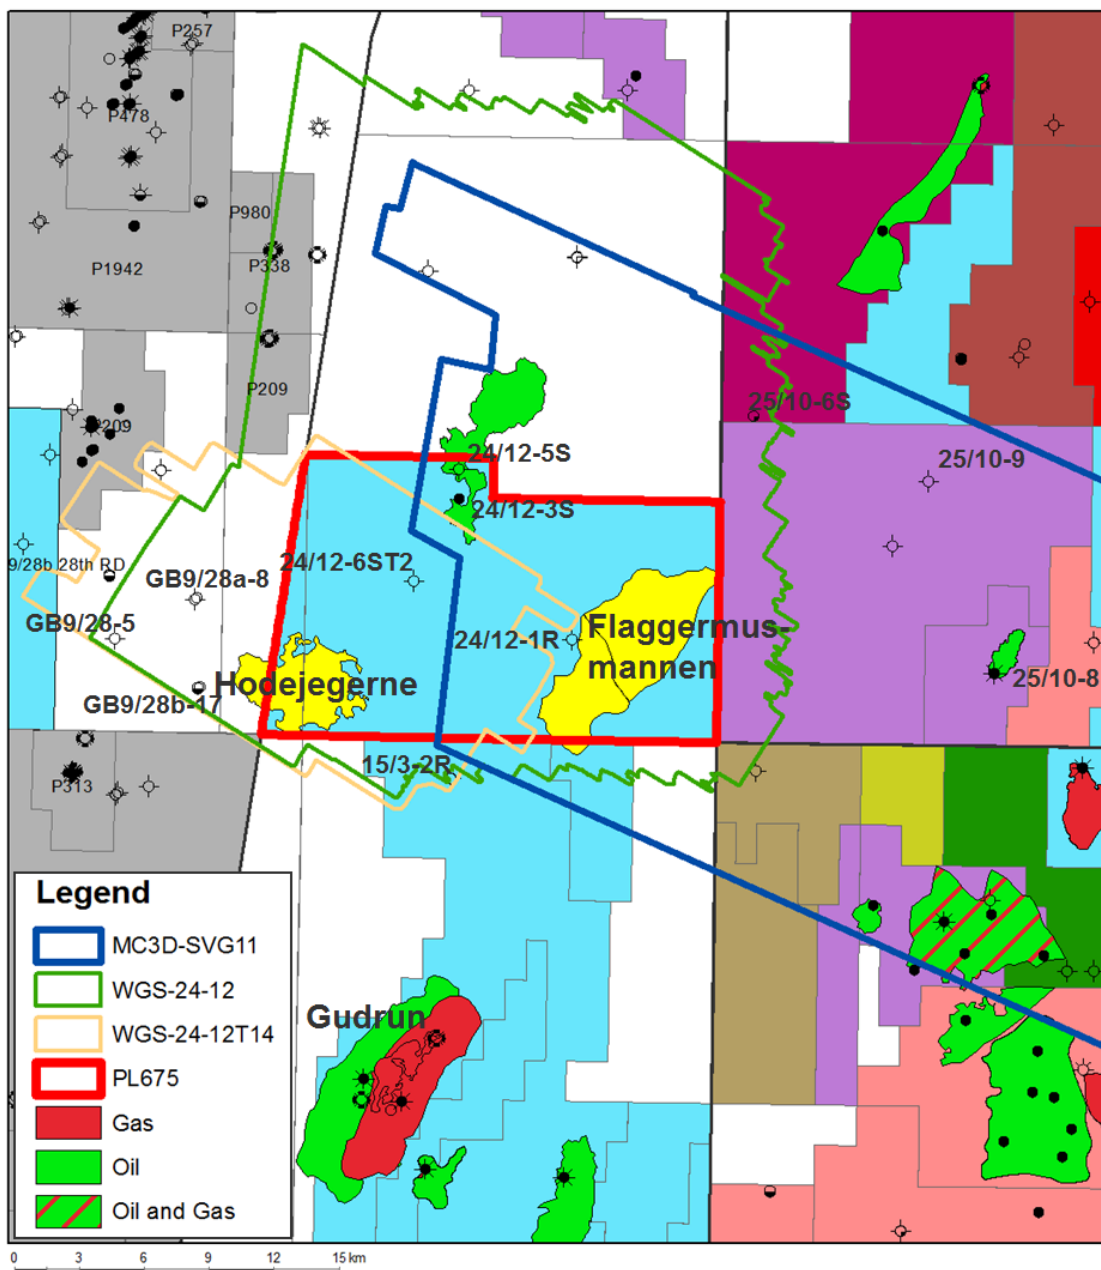 P257
P478
P980
P1942
P338
P209
25/10-6S
P209
24/12-5S
25/10-9
24/12-3S
9/28b 28th RD
24/12-6ST2
GB9/28a-8
GB9/28-5
24/12-1R
Flaggermus-
mannen
Hodejegerne
25/10-8
GB9/28b-17
15/3-2R
P313
Legend
MC3D-SVG11
WGS-24-12
WGS-24-12T14
PL675
Gas
Oil
Oil and Gas
Gudrun
0 3 6 9 12 15 km